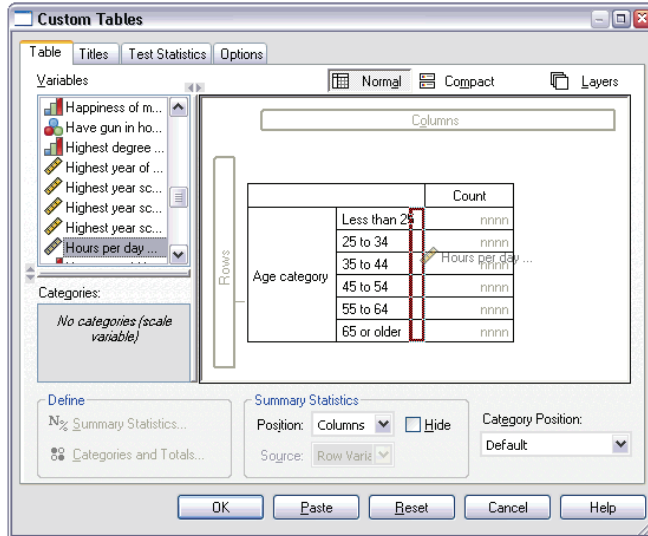 Custom Tables
Table Titles Test Statistics Options
Variables
Normal Compact Layers
Happiness of m...
Have gun in ho...
Highest degree ...
Highest year of ...
Highest year sc...
Highest year sc...
Highest year sc...
Hours per day ...
Columns
Rows
Count
Age category
Less than 25 nnnn
25 to 34 nnnn
35 to 44 nnnn
Hours per day ...
45 to 54 nnnn
55 to 64 nnnn
65 or older nnnn
Categories:
No categories (scale
variable)
Define
N% Summary Statistics...
Categories and Totals...
Summary Statistics
Position: Columns Hide
Source: Row Varia
Category Position:
Default
OK Paste Reset Cancel Help